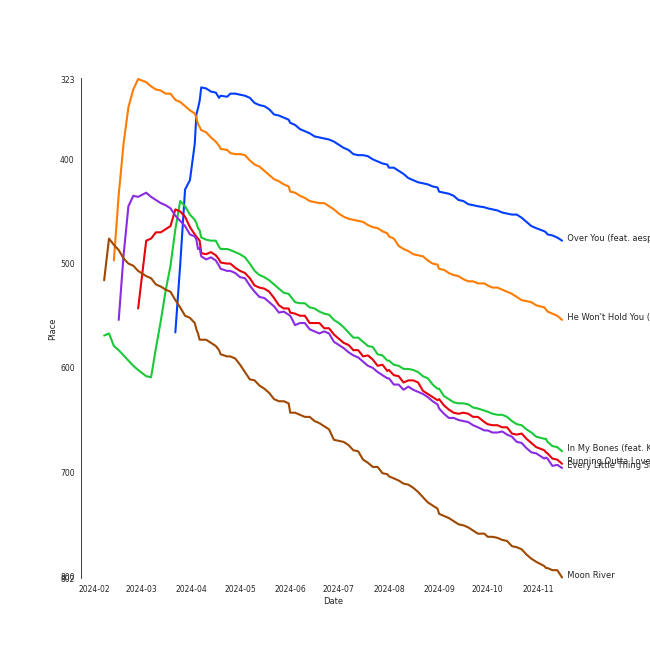 323
400
500
600
700
800
802
Place
2024-02
2024-03
2024-04
2024-05
2024-06
2024-07
2024-08
2024-09
2024-10
2024-11
Date
Over You (feat. aesp
He Won't Hold You (
In My Bones (feat. K
Running Outta Love
Every Little Thing S
Moon River